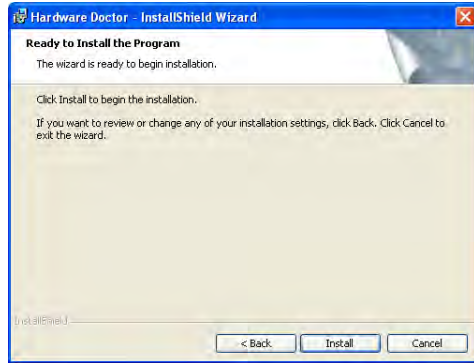 Hardware Doctor - InstallShield Wizard
Ready to Install the Program
The wizard is ready to begin installation.
Click Install to begin the installation.
If you want to review or change any of your installation settings, click Back. Click Cancel to
exit the wizard.
InstallShield
< Back
Install
Cancel